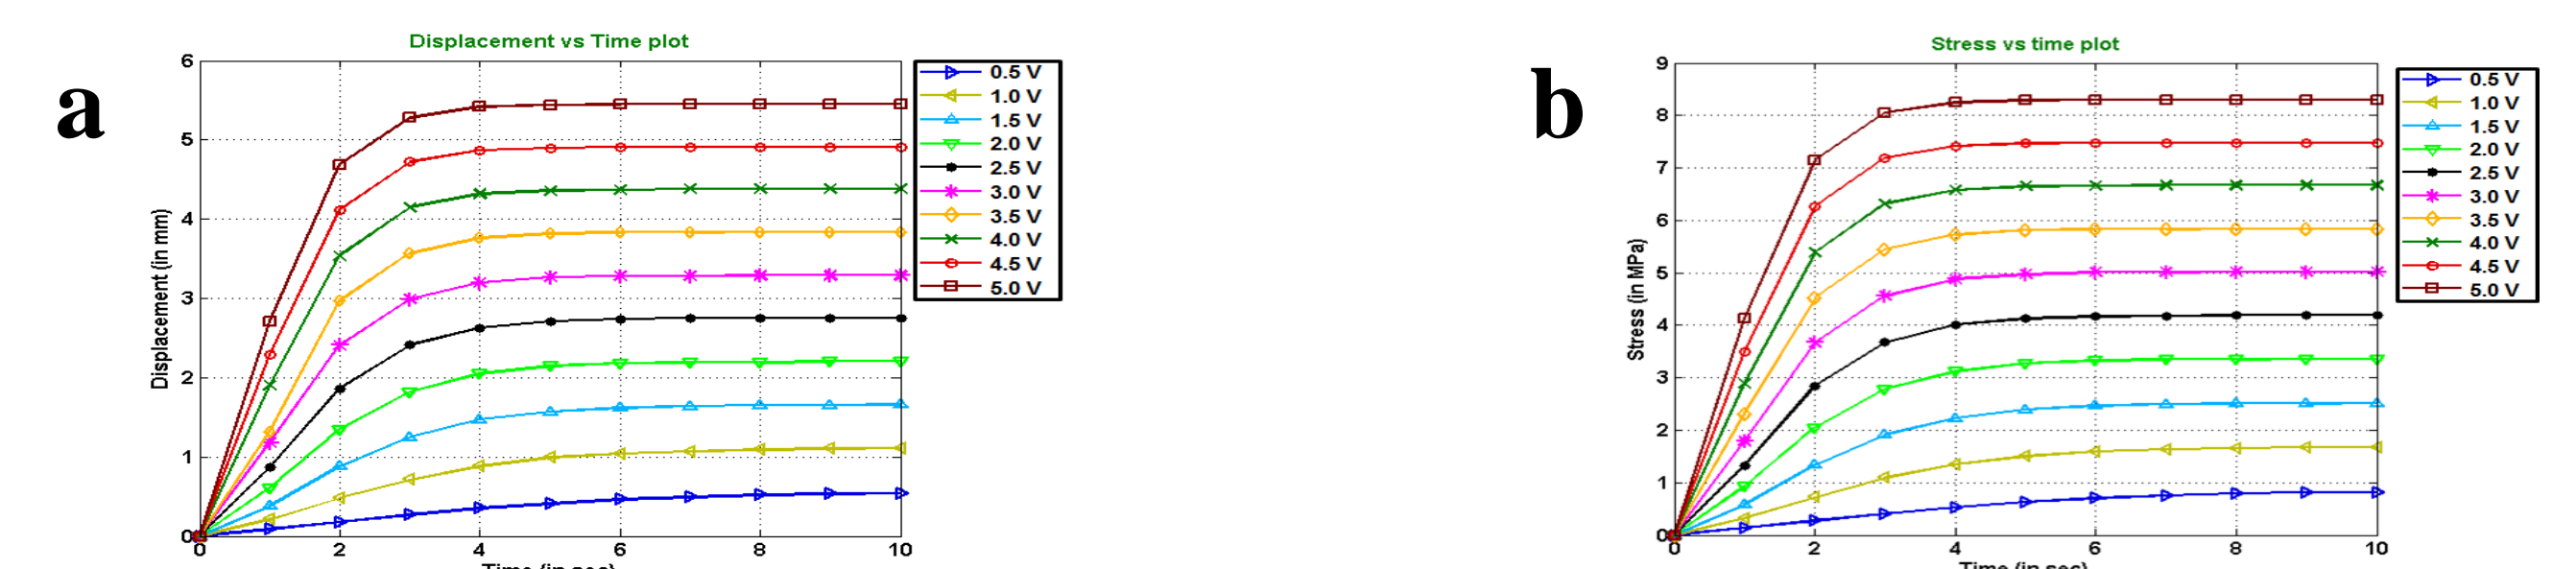 a
Displacement vs Time plot
Displacement (in mm)
6
5
4
3
2
1
0
0 2 4 6 8 10
Time (in sec)
0.5 V
1.0 V
1.5 V
2.0 V
2.5 V
3.0 V
3.5 V
4.0 V
4.5 V
5.0 V
b
Stress vs time plot
Stress (in MPa)
9
8
7
6
5
4
3
2
1
0
0 2 4 6 8 10
Time (in sec)
0.5 V
1.0 V
1.5 V
2.0 V
2.5 V
3.0 V
3.5 V
4.0 V
4.5 V
5.0 V